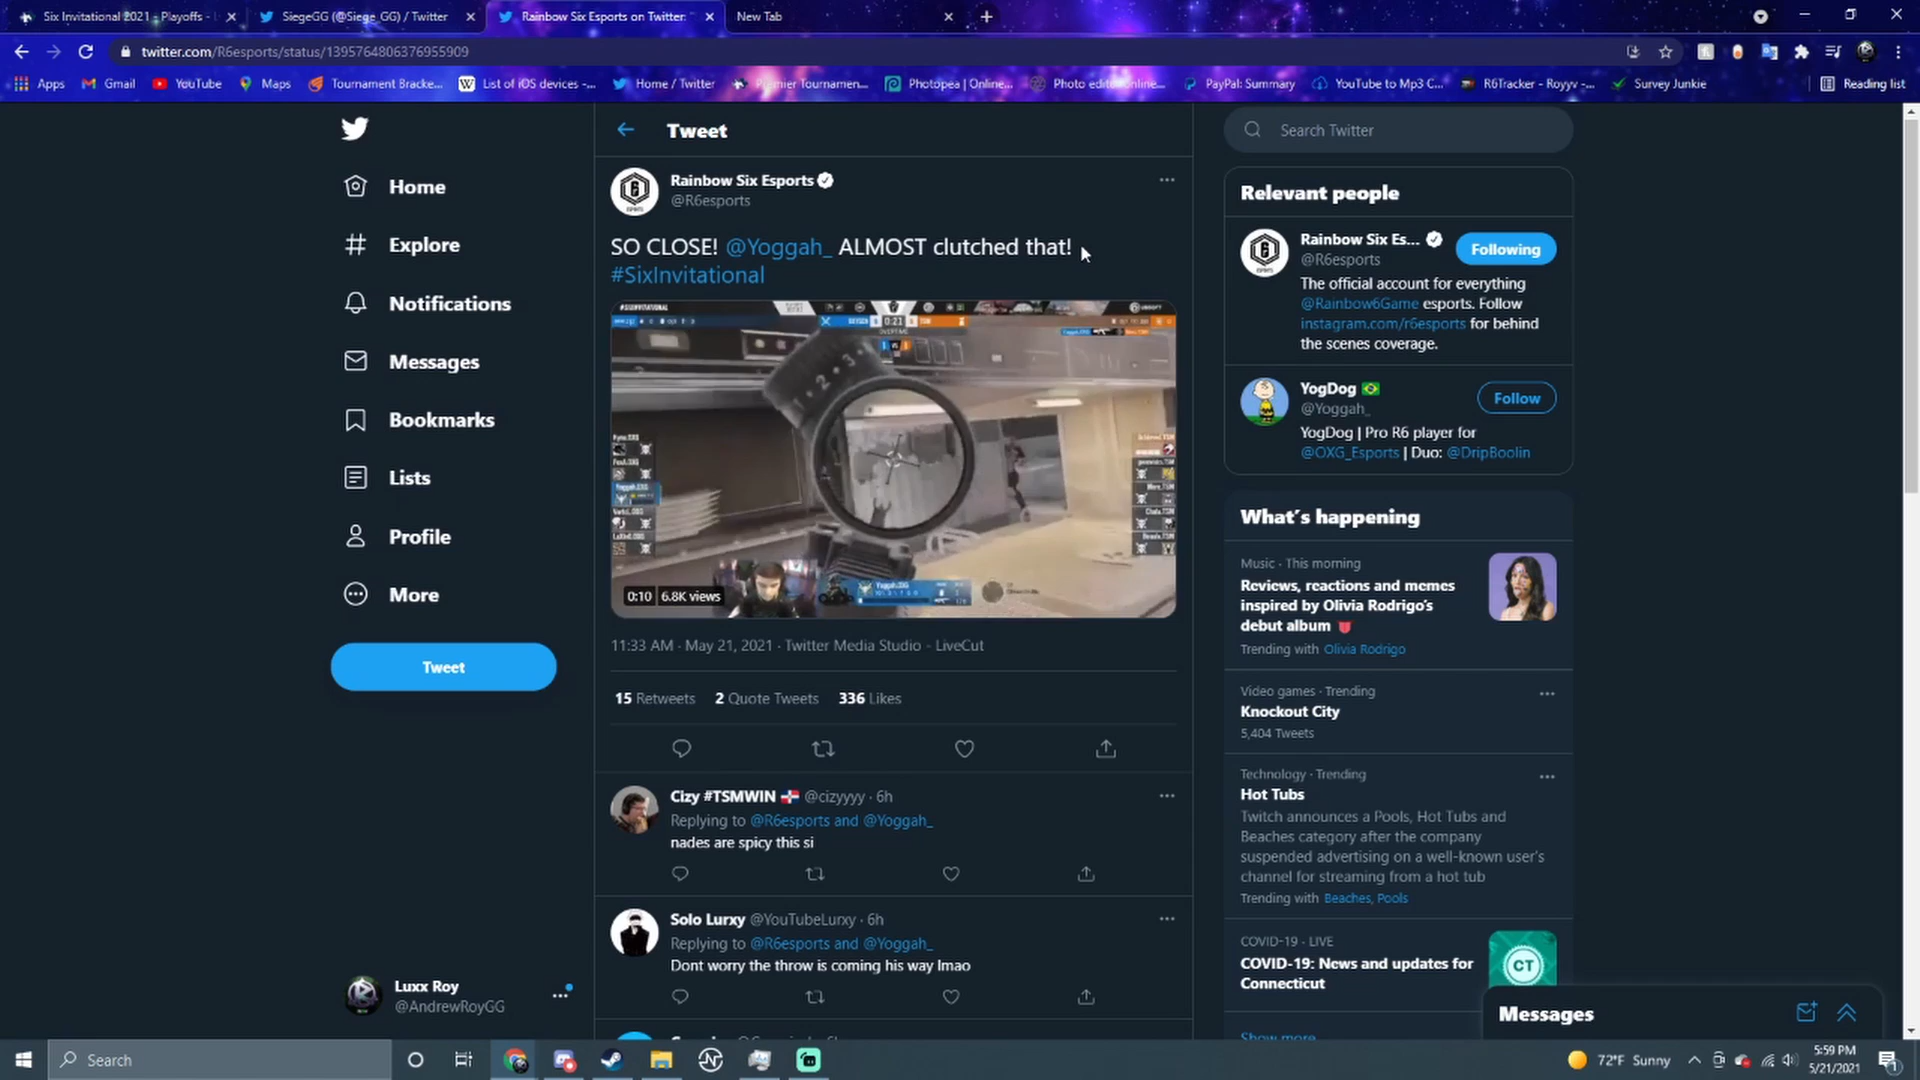 Six Invitational 2021 - Playoffs -
SiegeGG (@Siege_GG) / Twitter
Rainbow Six Esports on Twitter:
New Tab
twitter.com/R6esports/status/1395764806376955909
Apps
Gmail
YouTube
Maps
Tournament Bracke...
List of iOS devices -...
Home / Twitter
Premier Tournamen...
Photopea | Online...
Photo editor online...
PayPal: Summary
YouTube to Mp3 C...
R6Tracker - Royyv -...
Survey Junkie
Reading list
Home
Explore
Notifications
Messages
Bookmarks
Lists
Profile
More
Tweet
Luxx Roy
@AndrewRoyGG
Tweet
Rainbow Six Esports
@R6esports
SO CLOSE! @Yoggah_ ALMOST clutched that!
#SixInvitational
#SIXINVITATIONAL
UBISOFT
0:21
TSM
OVERTIME
1 VS
Yoggah.OXG
0:10
6.8K views
11:33 AM · May 21, 2021 · Twitter Media Studio - LiveCut
15 Retweets 2 Quote Tweets 336 Likes
Cizy #TSMWIN @cizyyyy · 6h
Replying to @R6esports and @Yoggah_
nades are spicy this si
Solo Lurxy @YouTubeLurxy · 6h
Replying to @R6esports and @Yoggah_
Dont worry the throw is coming his way lmao
Search Twitter
Relevant people
Rainbow Six Es...
@R6esports
Following
The official account for everything
@Rainbow6Game esports. Follow
instagram.com/r6esports for behind
the scenes coverage.
YogDog
@Yoggah_
Follow
YogDog | Pro R6 player for
@OXG_Esports | Duo: @DripBoolin
What's happening
Music · This morning
Reviews, reactions and memes
inspired by Olivia Rodrigo's
debut album
Trending with Olivia Rodrigo
Video games · Trending
Knockout City
5,404 Tweets
Technology · Trending
Hot Tubs
Twitch announces a Pools, Hot Tubs and
Beaches category after the company
suspended advertising on a well-known user's
channel for streaming from a hot tub
Trending with Beaches, Pools
COVID-19 · LIVE
COVID-19: News and updates for
Connecticut
CT
Show more
Messages
Search
72°F Sunny
5:59 PM
5/21/2021